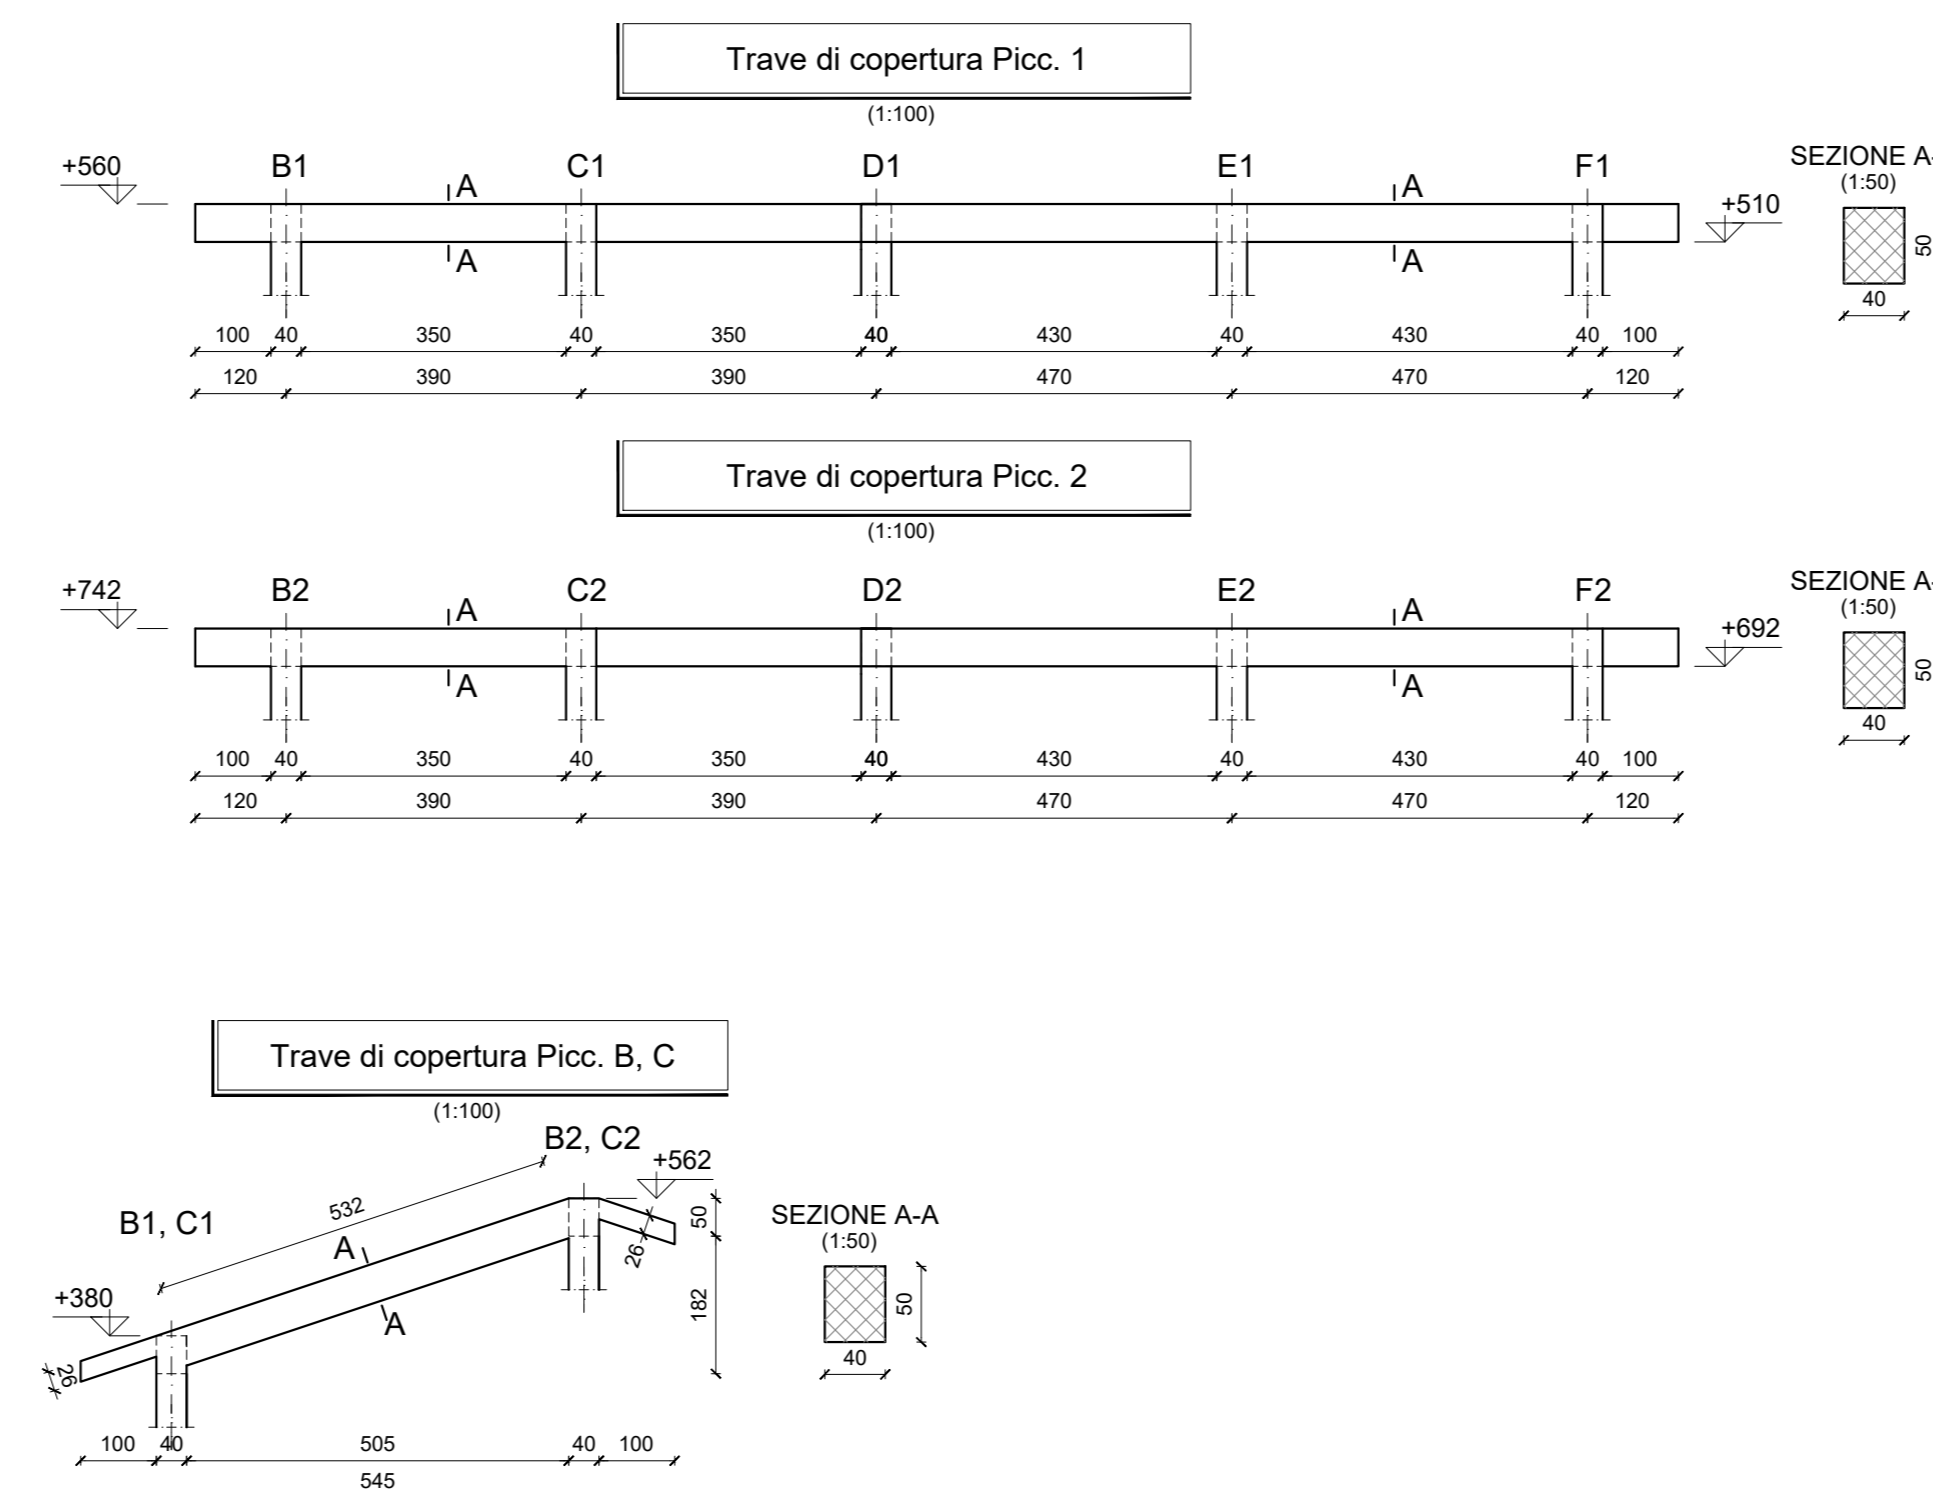 Trave di copertura Picc. 1
(1:100)
+560
B1
C1
D1
E1
F1
SEZIONE A-
(1:50)
A
A
+510
A
A
50
40
100 40 350 40 350 40 430 40 430 40 100
120 390 390 470 470 120
Trave di copertura Picc. 2
(1:100)
+742
B2
C2
D2
E2
F2
SEZIONE A-
(1:50)
A
A
+692
A
A
50
40
100 40 350 40 350 40 430 40 430 40 100
120 390 390 470 470 120
Trave di copertura Picc. B, C
(1:100)
B2, C2
+562
532
B1, C1
50
A
26
+380
182
A
26
SEZIONE A-A
(1:50)
50
40
100 40 505 40 100
545